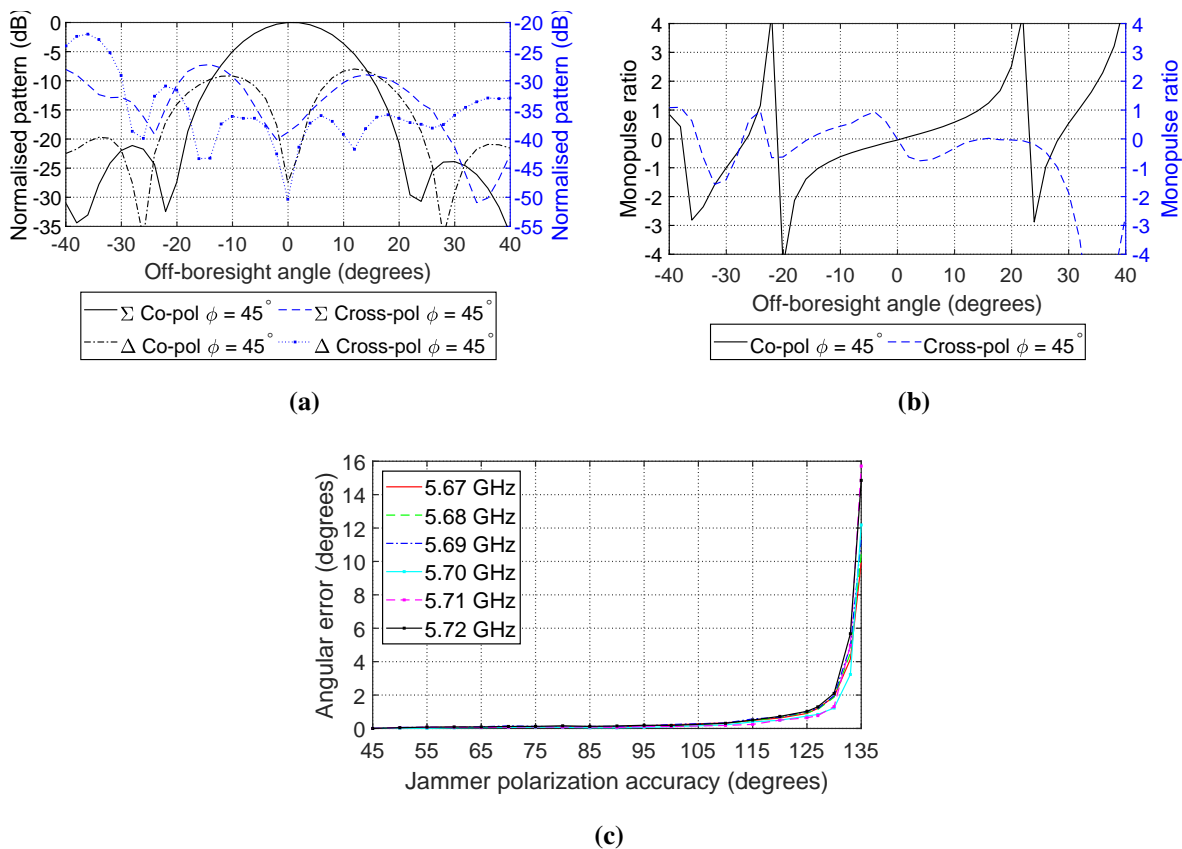 Normalised pattern (dB)
0
-5
-10
-15
-20
-25
-30
-35
-40 -30 -20 -10 0 10 20 30 40
-20
-25
-30
-35
-40
-45
-50
-55
Normalised pattern (dB)
Off-boresight angle (degrees)
Σ Co-pol ϕ = 45° Σ Cross-pol ϕ = 45°
Δ Co-pol ϕ = 45° Δ Cross-pol ϕ = 45°
(a)
Monopulse ratio
4
3
2
1
0
-1
-2
-3
-4
-40 -30 -20 -10 0 10 20 30 40
4
3
2
1
0
-1
-2
-3
-4
Monopulse ratio
Off-boresight angle (degrees)
Co-pol ϕ = 45° Cross-pol ϕ = 45°
(b)
Angular error (degrees)
16
14
12
10
8
6
4
2
0
45 55 65 75 85 95 105 115 125 135
5.67 GHz
5.68 GHz
5.69 GHz
5.70 GHz
5.71 GHz
5.72 GHz
Jammer polarization accuracy (degrees)
(c)